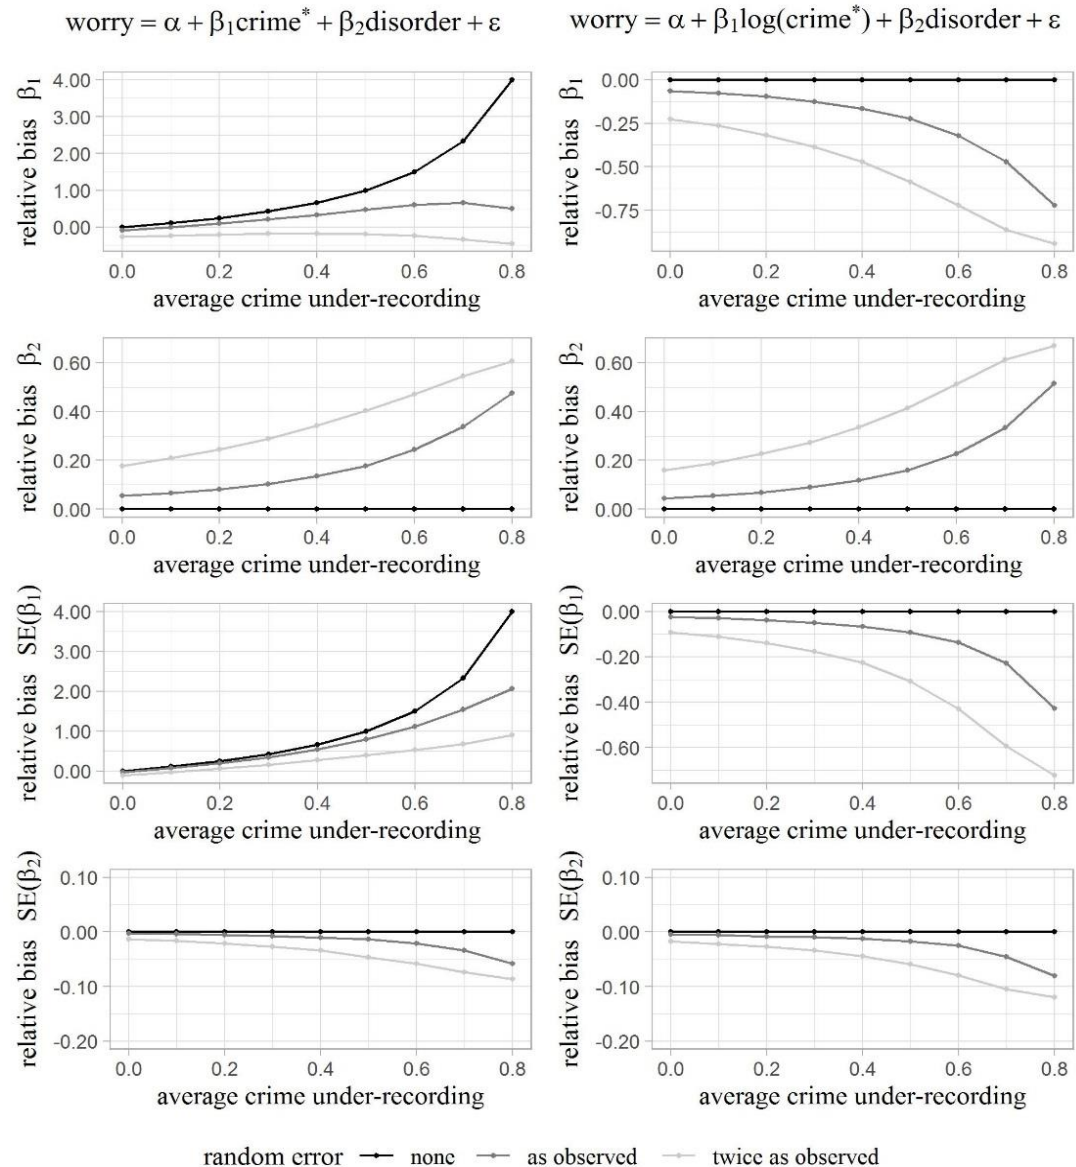 worry = α + β₁crime* + β₂disorder + ε
worry = α + β₁log(crime*) + β₂disorder + ε
relative bias β₁
4.00
3.00
2.00
1.00
0.00
0.0 0.2 0.4 0.6 0.8
average crime under-recording
relative bias β₁
0.00
-0.25
-0.50
-0.75
0.0 0.2 0.4 0.6 0.8
average crime under-recording
relative bias β₂
0.60
0.40
0.20
0.00
0.0 0.2 0.4 0.6 0.8
average crime under-recording
relative bias β₂
0.60
0.40
0.20
0.00
0.0 0.2 0.4 0.6 0.8
average crime under-recording
relative bias SE(β₁)
4.00
3.00
2.00
1.00
0.00
0.0 0.2 0.4 0.6 0.8
average crime under-recording
relative bias SE(β₁)
0.00
-0.20
-0.40
-0.60
0.0 0.2 0.4 0.6 0.8
average crime under-recording
relative bias SE(β₂)
0.10
0.00
-0.10
-0.20
0.0 0.2 0.4 0.6 0.8
average crime under-recording
relative bias SE(β₂)
0.10
0.00
-0.10
-0.20
0.0 0.2 0.4 0.6 0.8
average crime under-recording
random error none as observed twice as observed